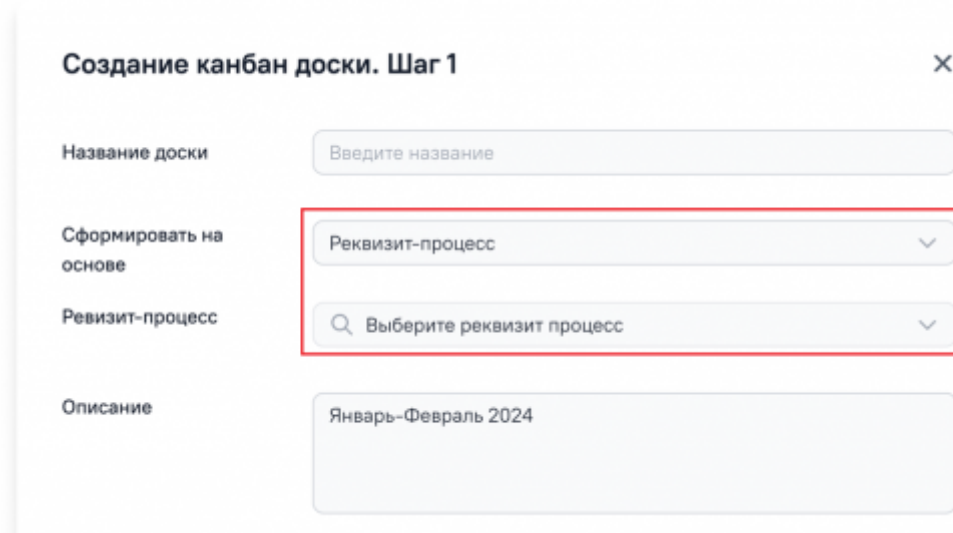 Создание канбан доски. Шаг 1
Название доски
Введите название
Сформировать на
основе
Реквизит-процесс
Ревизит-процесс
Выберите реквизит процесс
Описание
Январь-Февраль 2024